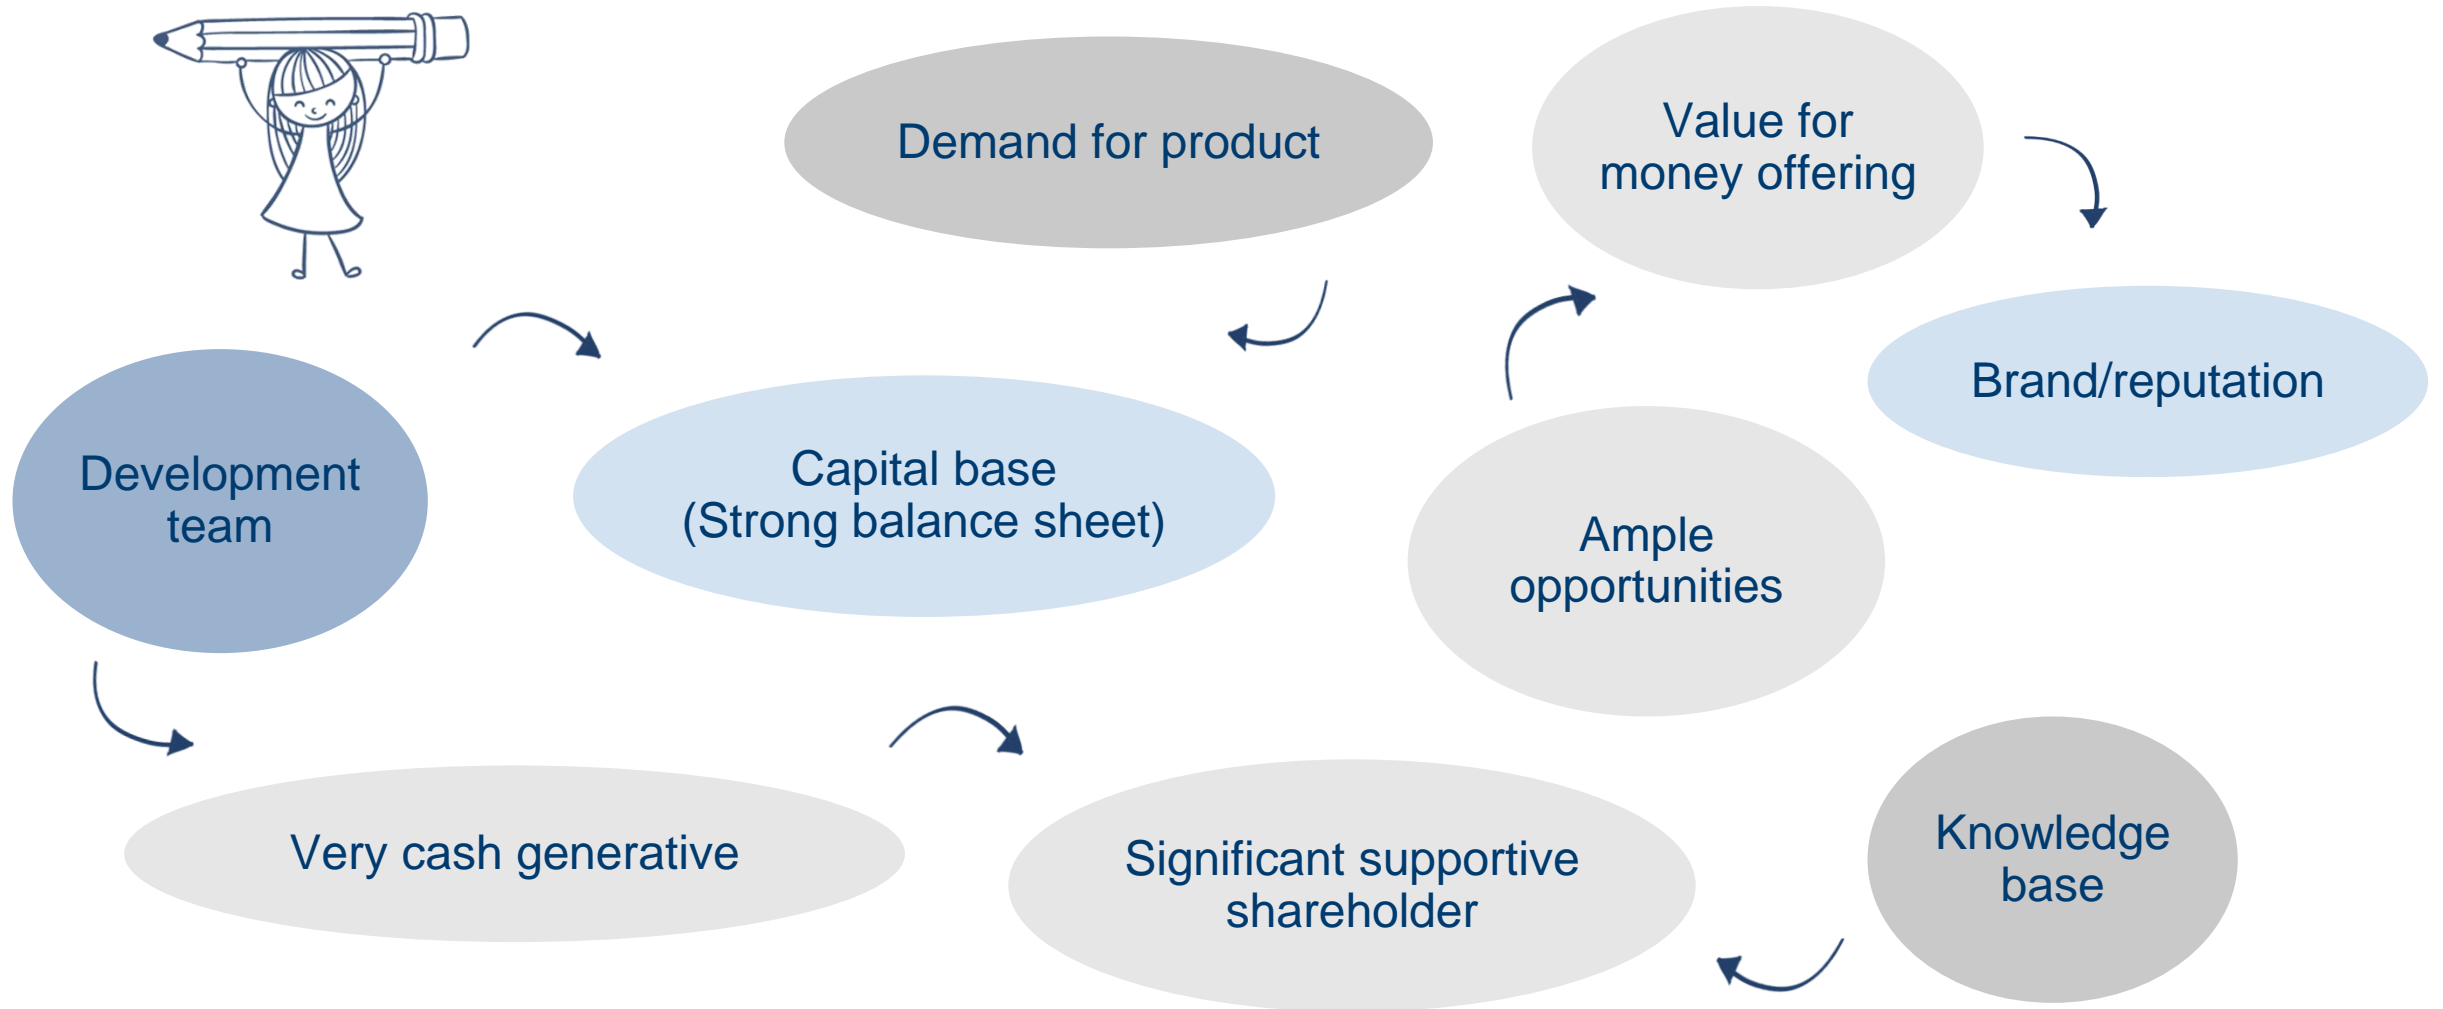 Demand for product
Value for
money offering
Brand/reputation
Development
team
Capital base
(Strong balance sheet)
Ample
opportunities
Very cash generative
Significant supportive
shareholder
Knowledge
base